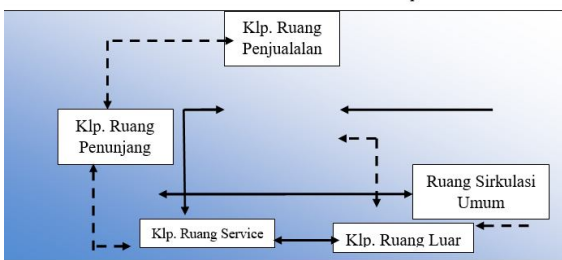 Klp. Ruang
Penjualalan
Klp. Ruang
Penunjang
Ruang Sirkulasi
Umum
Klp. Ruang Service
Klp. Ruang Luar